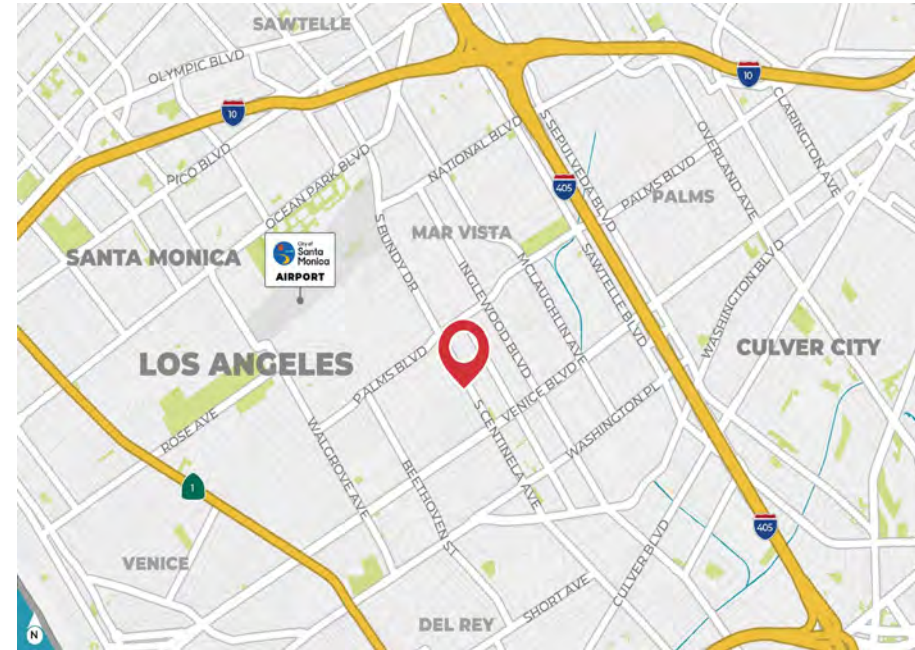 SAWTELLE
OLYMPIC BLVD
10
10
CLARINGTON AVE
S SEPULVEDA BLVD
OVERLAND AVE
NATIONAL BLVD
PICO BLVD
OCEAN PARK BLVD
405
PALMS BLVD
PALMS
SANTA MONICA
City of
Santa
Monica
AIRPORT
S BUNDY DR
MAR VISTA
INGLEWOOD BLVD
MCLAUGHLIN AVE
SAWTELLE BLVD
WASHINGTON BLVD
LOS ANGELES
PALMS BLVD
CULVER CITY
VENICE BLVD
WASHINGTON PL
ROSE AVE
WALGROVE AVE
S CENTINELA AVE
BEETHOVEN ST
1
405
VENICE
CULVER BLVD
SHORT AVE
DEL REY
N